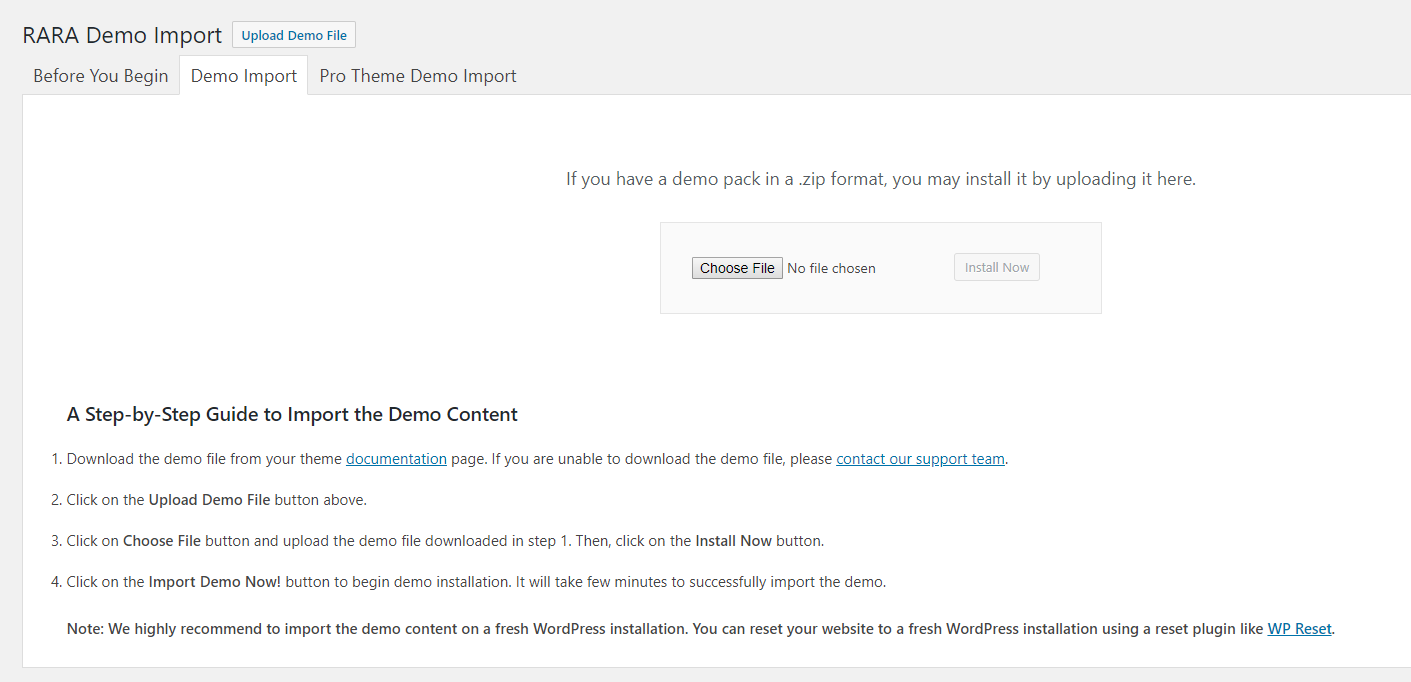 RARA Demo Import Upload Demo File
Before You Begin Demo Import Pro Theme Demo Import
If you have a demo pack in a .zip format, you may install it by uploading it here.
Choose File No file chosen Install Now
A Step-by-Step Guide to Import the Demo Content
1. Download the demo file from your theme documentation page. If you are unable to download the demo file, please contact our support team.
2. Click on the Upload Demo File button above.
3. Click on Choose File button and upload the demo file downloaded in step 1. Then, click on the Install Now button.
4. Click on the Import Demo Now! button to begin demo installation. It will take few minutes to successfully import the demo.
Note: We highly recommend to import the demo content on a fresh WordPress installation. You can reset your website to a fresh WordPress installation using a reset plugin like WP Reset.